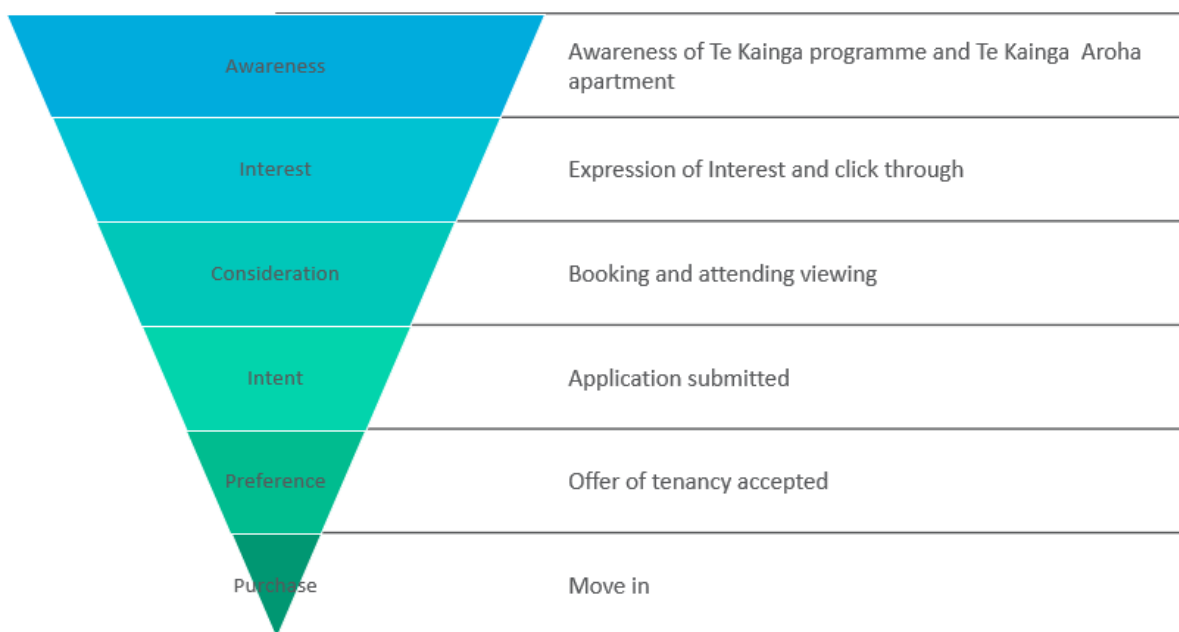 Awareness
Awareness of Te Kainga programme and Te Kainga Aroha
apartment
Interest
Expression of Interest and click through
Consideration
Booking and attending viewing
Intent
Application submitted
Preference
Offer of tenancy accepted
Purchase
Move in